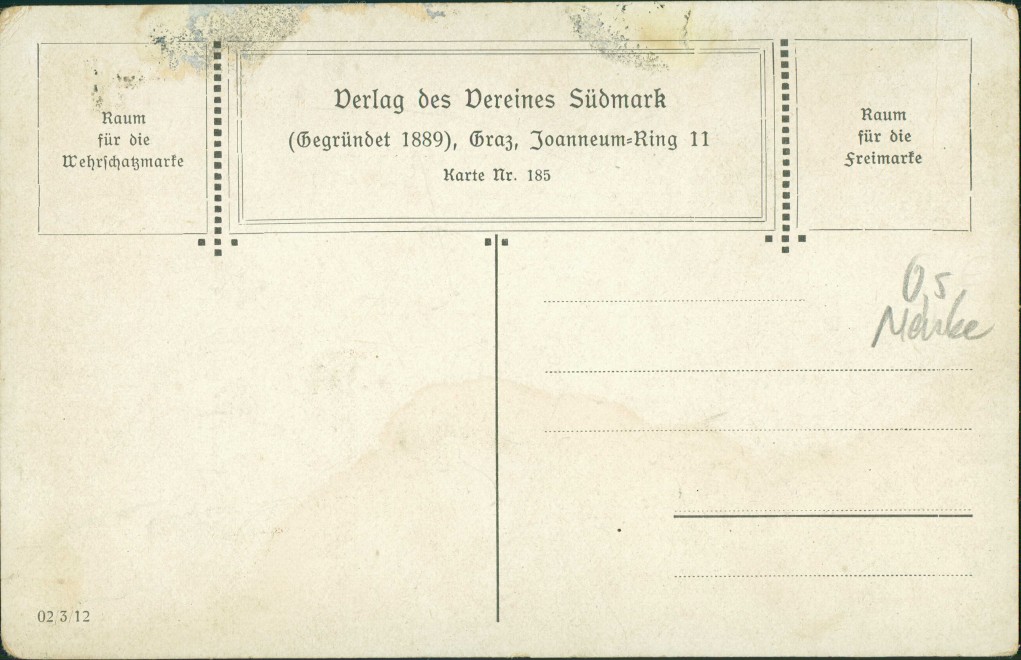 Raum
für die
Wehrschatzmarke
Verlag des Vereines Südmark
(Gegründet 1889), Graz, Joanneum-Ring 11
Karte Nr. 185
Raum
für die
Freimarke
02/3/12